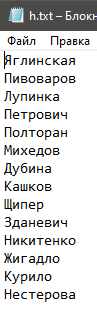 h.txt – Блокн
Файл Правка
Яглинская
Пивоваров
Лупинка
Петрович
Полторан
Михедов
Дубина
Кашков
Щипер
Зданевич
Никитенко
Жигадло
Курило
Нестерова